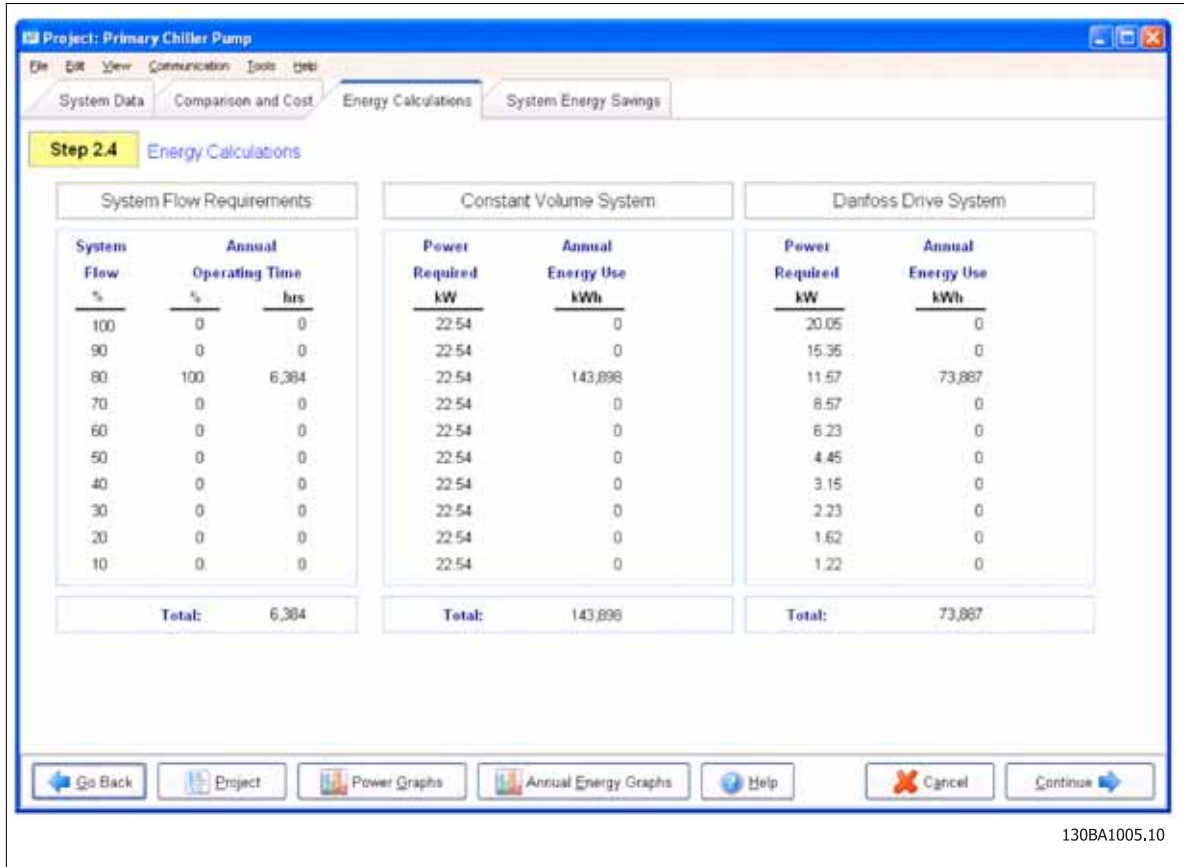 Project: Primary Chiller Pump
File Edit View Communication Tools Help
System Data Comparison and Cost Energy Calculations System Energy Savings
Step 2.4 Energy Calculations
System Flow Requirements Constant Volume System Danfoss Drive System
System Annual Power Annual Power Annual
Flow Operating Time Required Energy Use Required Energy Use
% % hrs kW kWh kW kWh
100 0 0 22.54 0 20.05 0
90 0 0 22.54 0 15.35 0
80 100 6,384 22.54 143,898 11.57 73,887
70 0 0 22.54 0 8.57 0
60 0 0 22.54 0 6.23 0
50 0 0 22.54 0 4.45 0
40 0 0 22.54 0 3.15 0
30 0 0 22.54 0 2.23 0
20 0 0 22.54 0 1.62 0
10 0 0 22.54 0 1.22 0
Total: 6,384 Total: 143,898 Total: 73,887
Go Back Project Power Graphs Annual Energy Graphs Help Cancel Continue
130BA1005.10